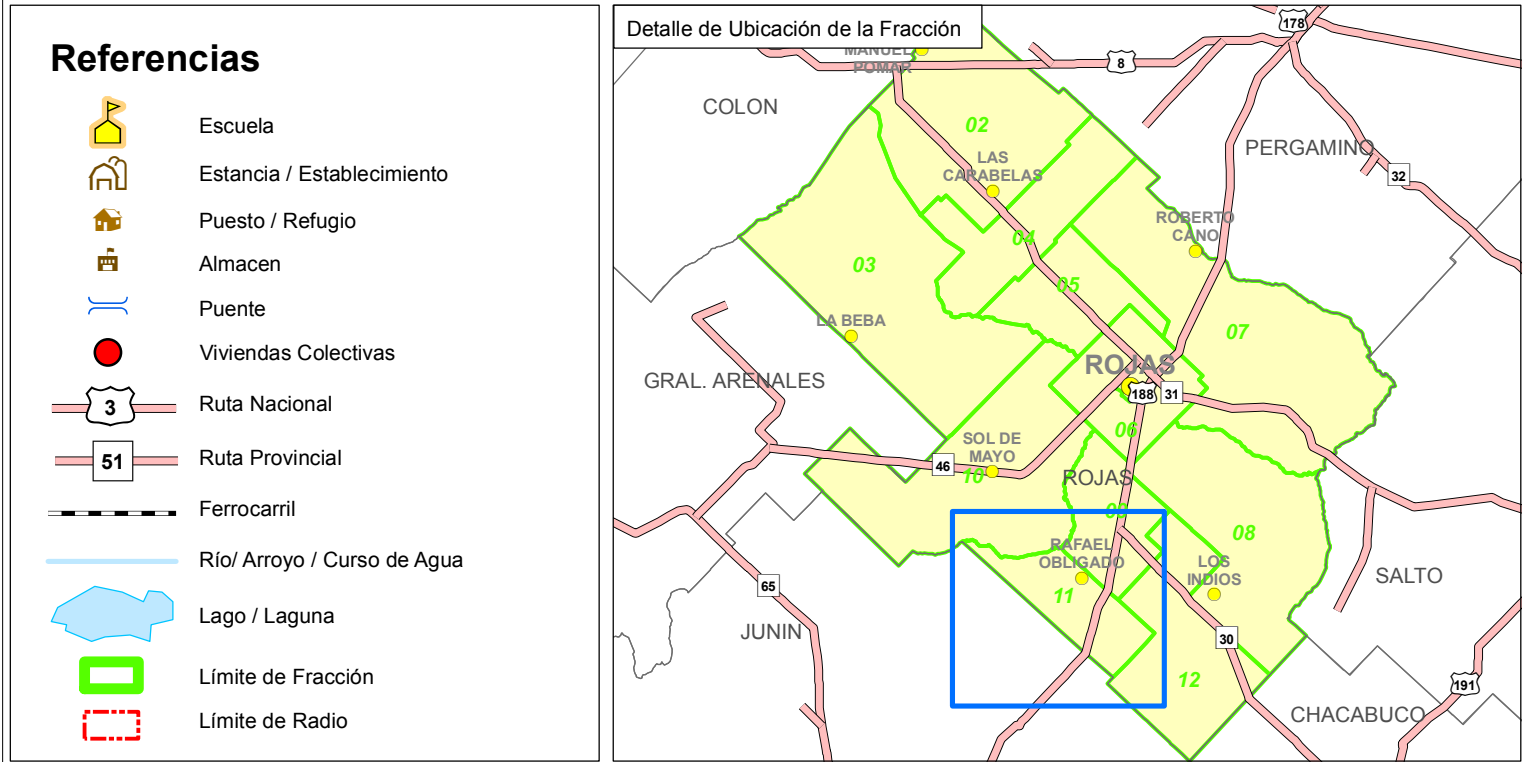 Referencias
Escuela
Estancia / Establecimiento
Puesto / Refugio
Almacen
Puente
Viviendas Colectivas
3
Ruta Nacional
51
Ruta Provincial
Ferrocarril
Río/ Arroyo / Curso de Agua
Lago / Laguna
Límite de Fracción
Límite de Radio
Detalle de Ubicación de la Fracción
178
MANUEL
POMAR
8
COLON
02
PERGAMINO
LAS
CARABELAS
32
ROBERTO
CANO
04
03
05
LA BEBA
07
ROJAS
GRAL. ARENALES
188
31
06
SOL DE
MAYO
46
10
ROJAS
09
08
RAFAEL
OBLIGADO
LOS
INDIOS
SALTO
65
11
JUNIN
30
12
191
CHACABUCO